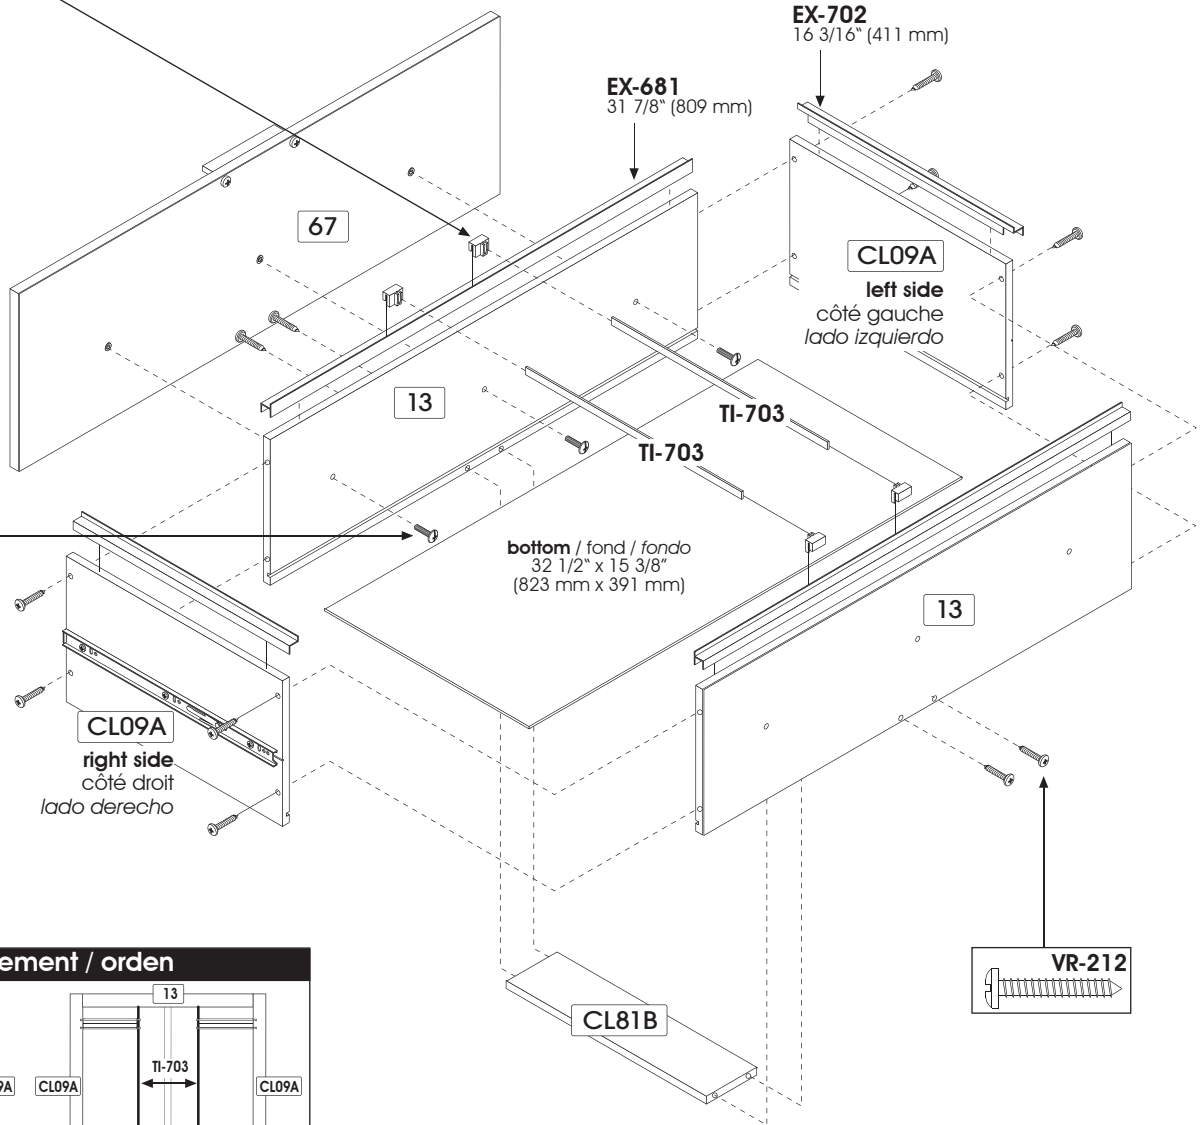 EX-702
16 3/16“ (411 mm)
EX-681
31 7/8“ (809 mm)
67
CL09A
left side
côté gauche
lado izquierdo
13
TI-703
TI-703
bottom / fond / fondo
32 1/2“ x 15 3/8”
(823 mm x 391 mm)
13
CL09A
right side
côté droit
lado derecho
VR-212
CL81B
ement / orden
13
TI-703
9A
CL09A
CL09A